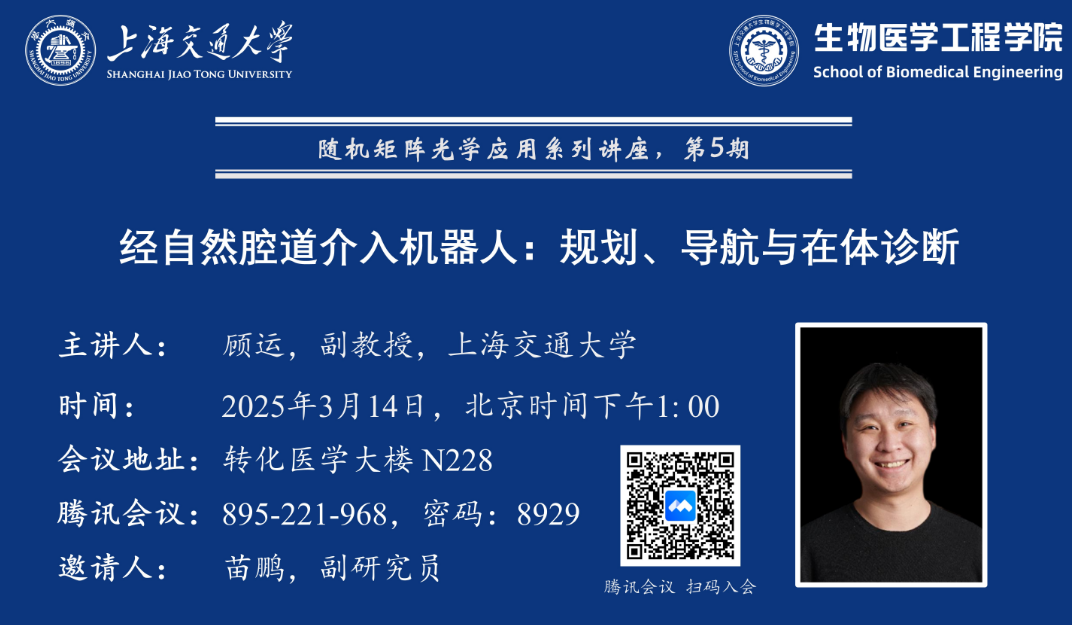 上海交通大学
SHANGHAI JIAO TONG UNIVERSITY
生物医学工程学院
School of Biomedical Engineering
随机矩阵光学应用系列讲座，第5期
经自然腔道介入机器人：规划、导航与在体诊断
主讲人： 顾运，副教授，上海交通大学
时间： 2025年3月14日，北京时间下午1: 00
会议地址：转化医学大楼 N228
腾讯会议：895-221-968，密码：8929
邀请人： 苗鹏，副研究员
腾讯会议 扫码入会